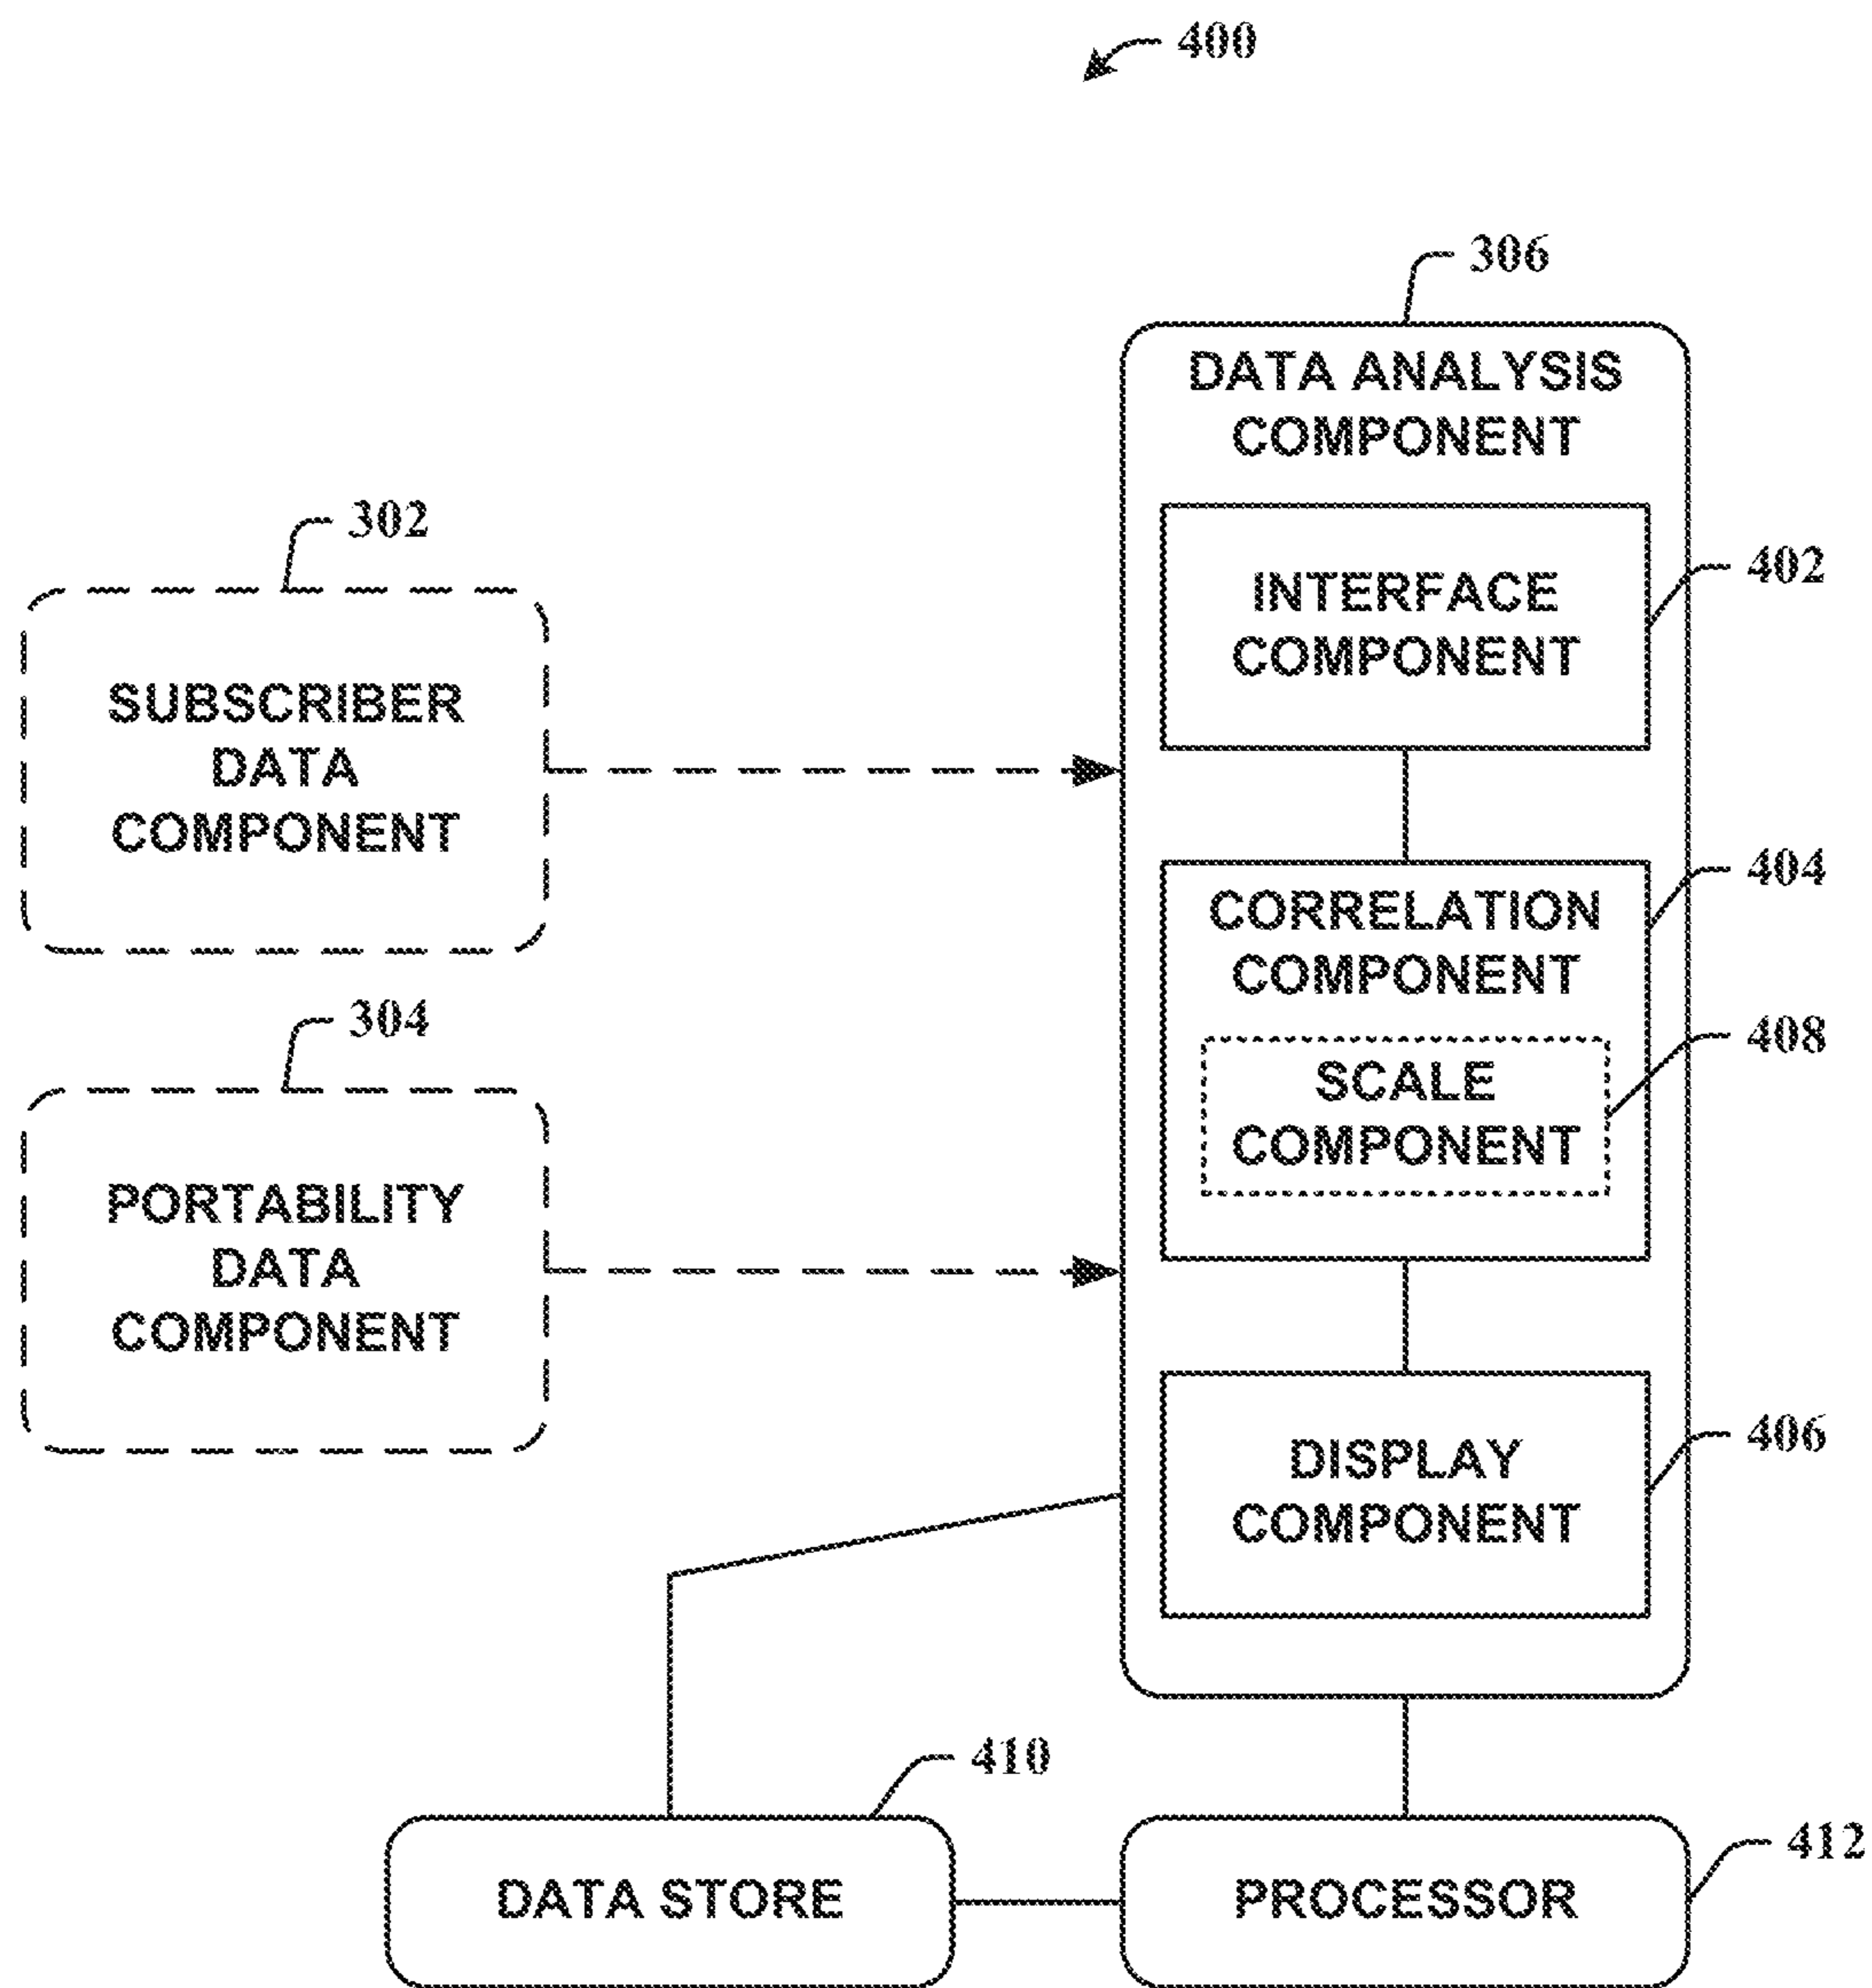 400
306
DATA ANALYSIS
COMPONENT
302
INTERFACE
COMPONENT
402
SUBSCRIBER
DATA
COMPONENT
404
CORRELATION
COMPONENT
304
408
SCALE
COMPONENT
PORTABILITY
DATA
COMPONENT
406
DISPLAY
COMPONENT
410
412
DATA STORE
PROCESSOR